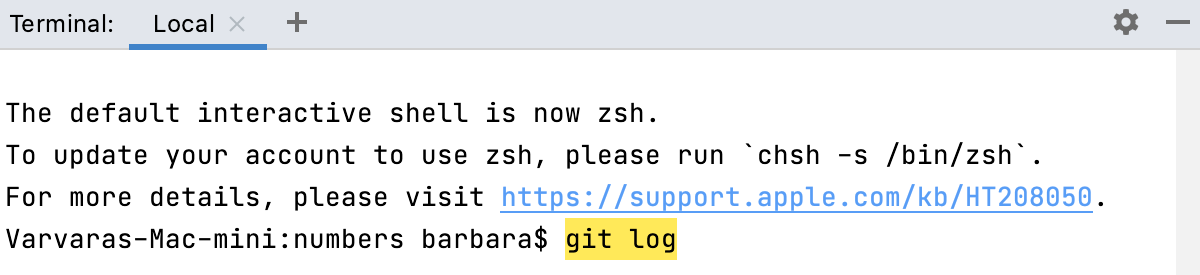 Terminal: Local
The default interactive shell is now zsh.
To update your account to use zsh, please run `chsh -s /bin/zsh`.
For more details, please visit https://support.apple.com/kb/HT208050.
Varvaras-Mac-mini:numbers barbara$ git log